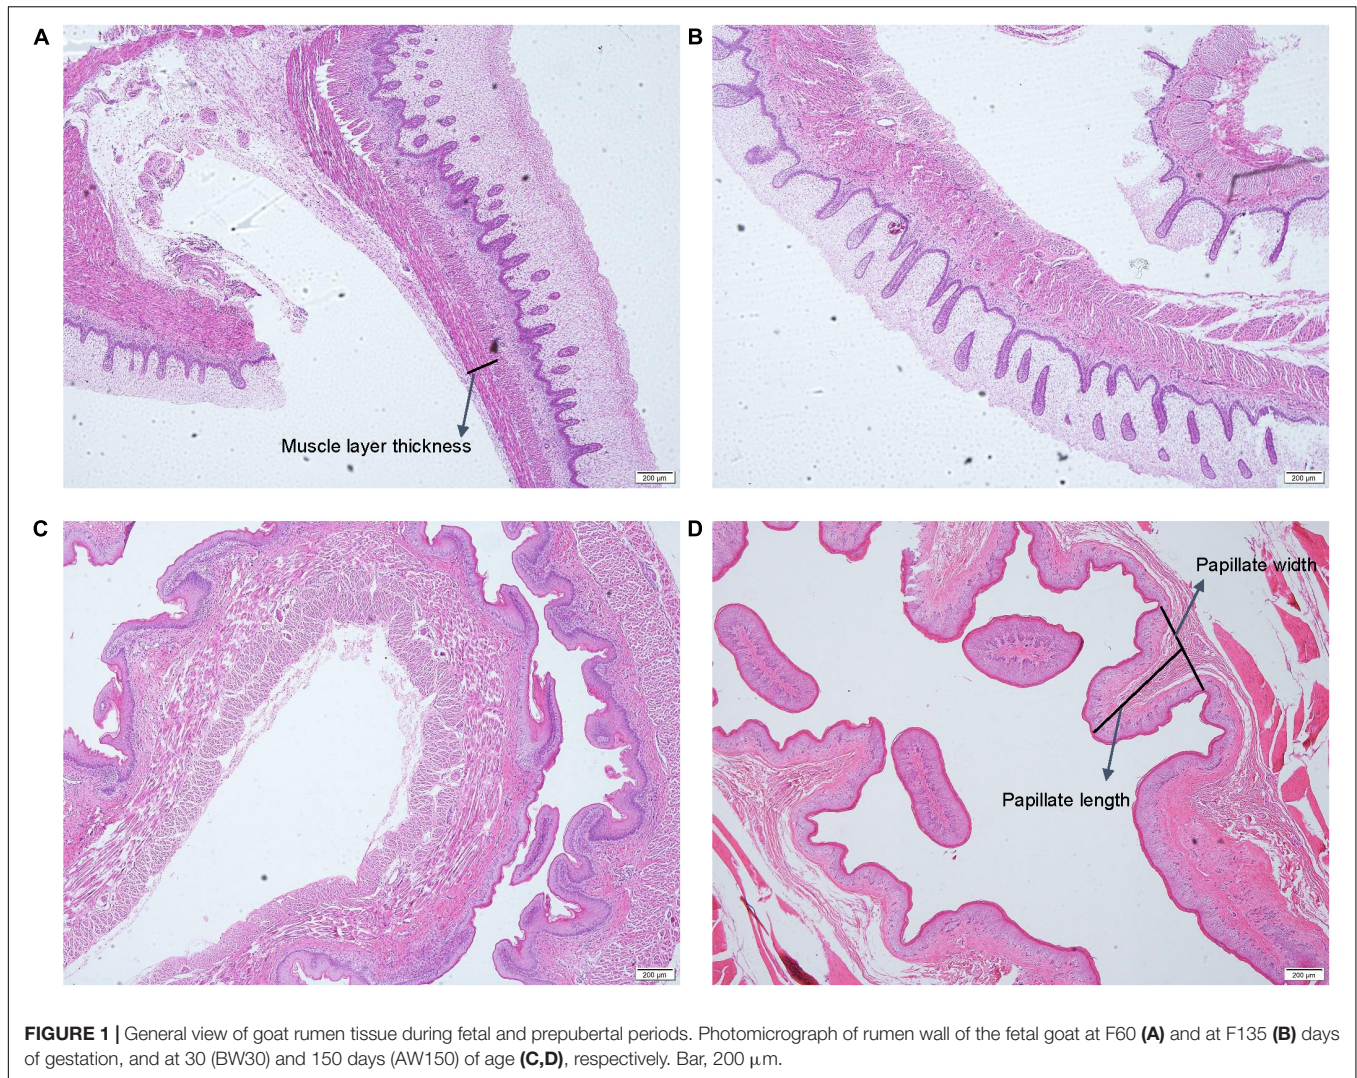 A
B
Muscle layer thickness
200 µm
200 µm
C
D
Papillate width
Papillate length
200 µm
200 µm
FIGURE 1 | General view of goat rumen tissue during fetal and prepubertal periods. Photomicrograph of rumen wall of the fetal goat at F60 (A) and at F135 (B) days
of gestation, and at 30 (BW30) and 150 days (AW150) of age (C,D), respectively. Bar, 200 µm.